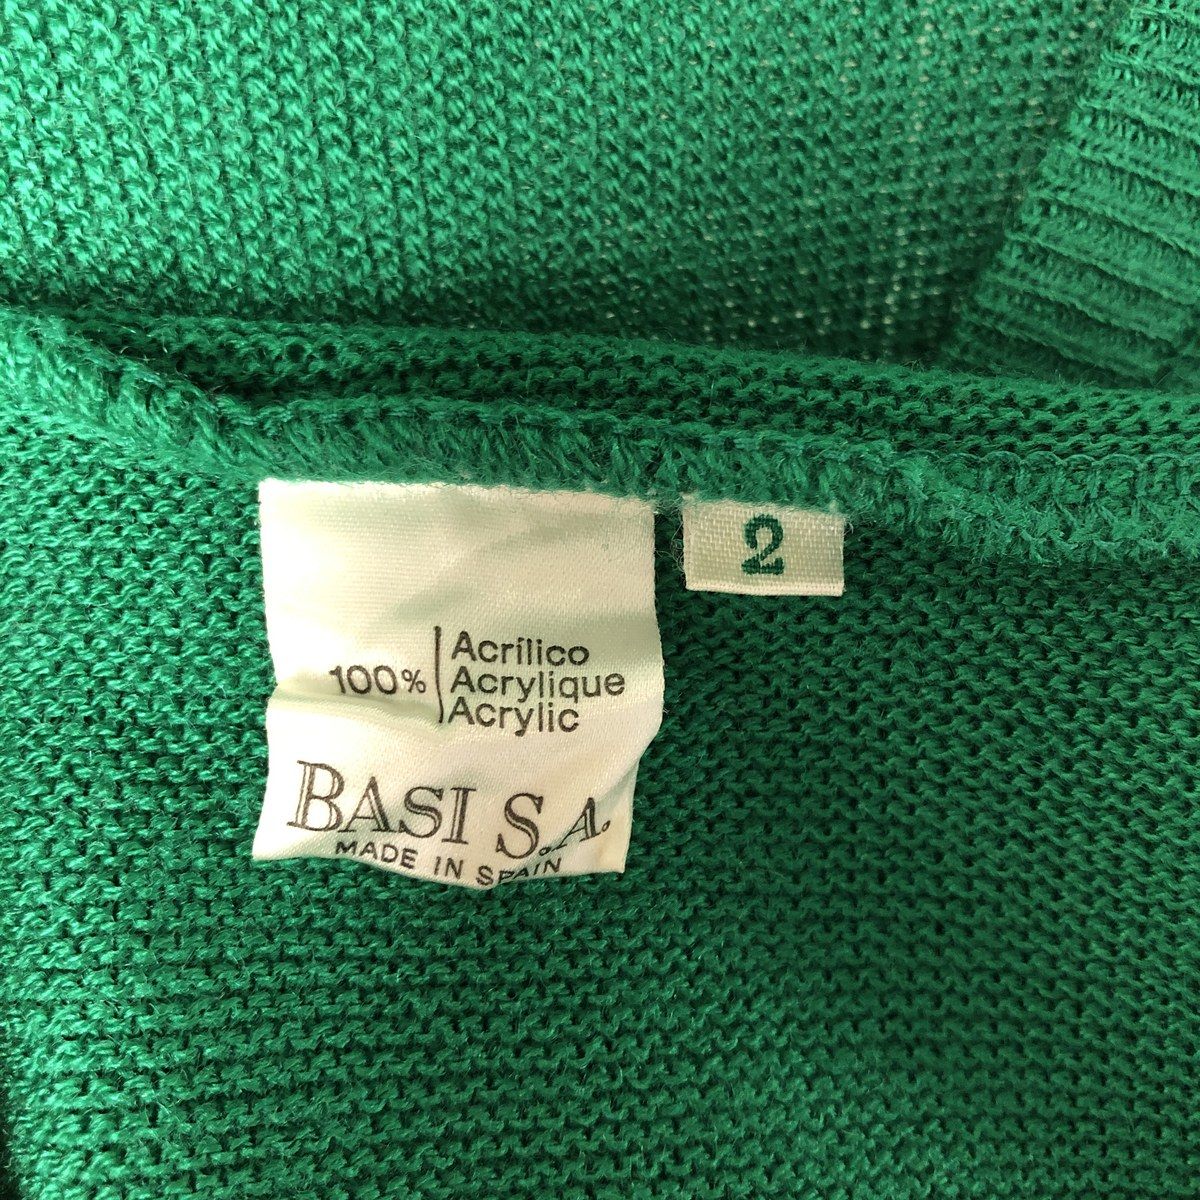 2
100% Acrílico
Acrylique
Acrylic
BASI S.A.
MADE IN SPAIN